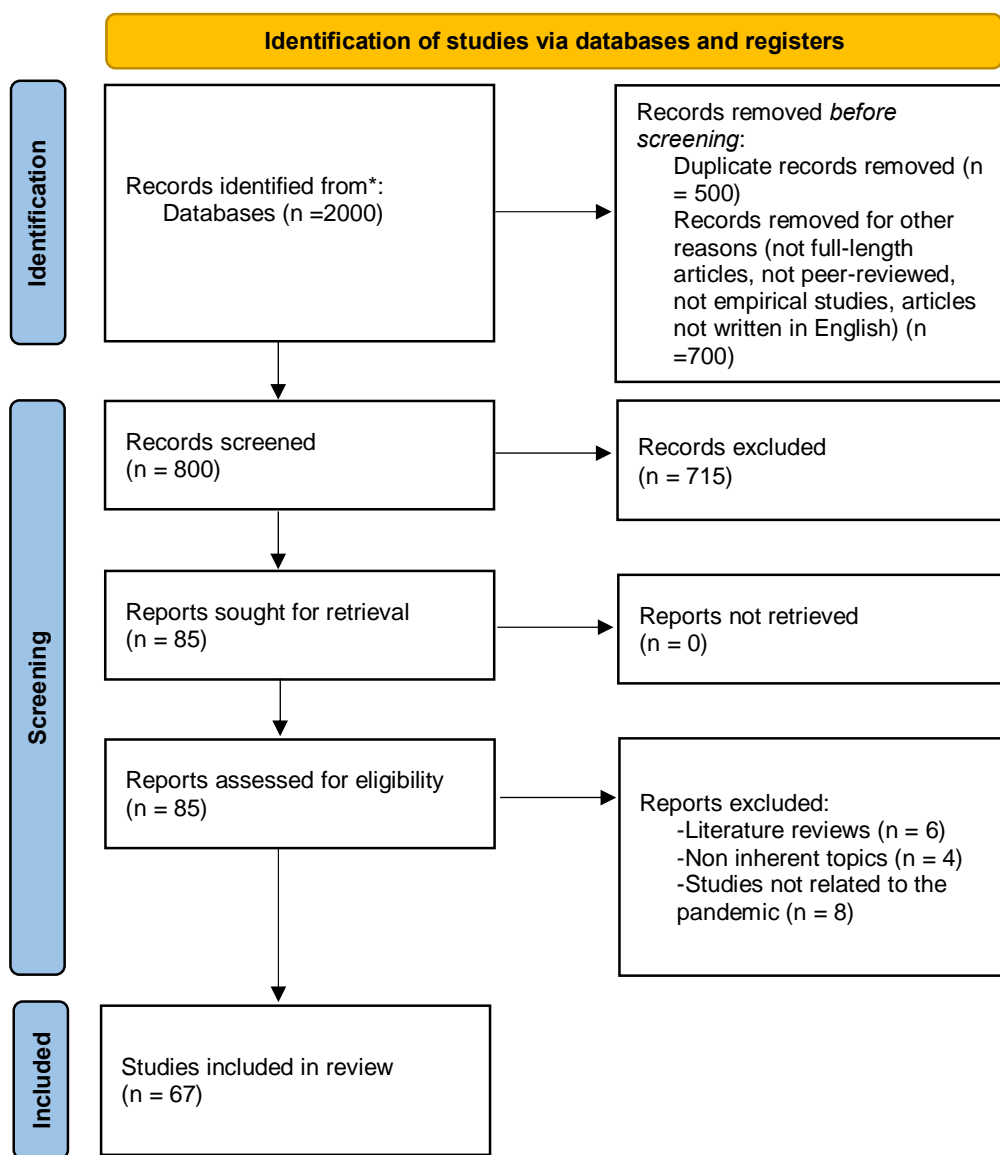 Identification of studies via databases and registers
Identification
Records identified from*:
Databases (n =2000)
Records removed before
screening:
Duplicate records removed (n
= 500)
Records removed for other
reasons (not full-length
articles, not peer-reviewed,
not empirical studies, articles
not written in English) (n
=700)
Screening
Records screened
(n = 800)
Records excluded
(n = 715)
Reports sought for retrieval
(n = 85)
Reports not retrieved
(n = 0)
Reports assessed for eligibility
(n = 85)
Reports excluded:
-Literature reviews (n = 6)
-Non inherent topics (n = 4)
-Studies not related to the
pandemic (n = 8)
Included
Studies included in review
(n = 67)